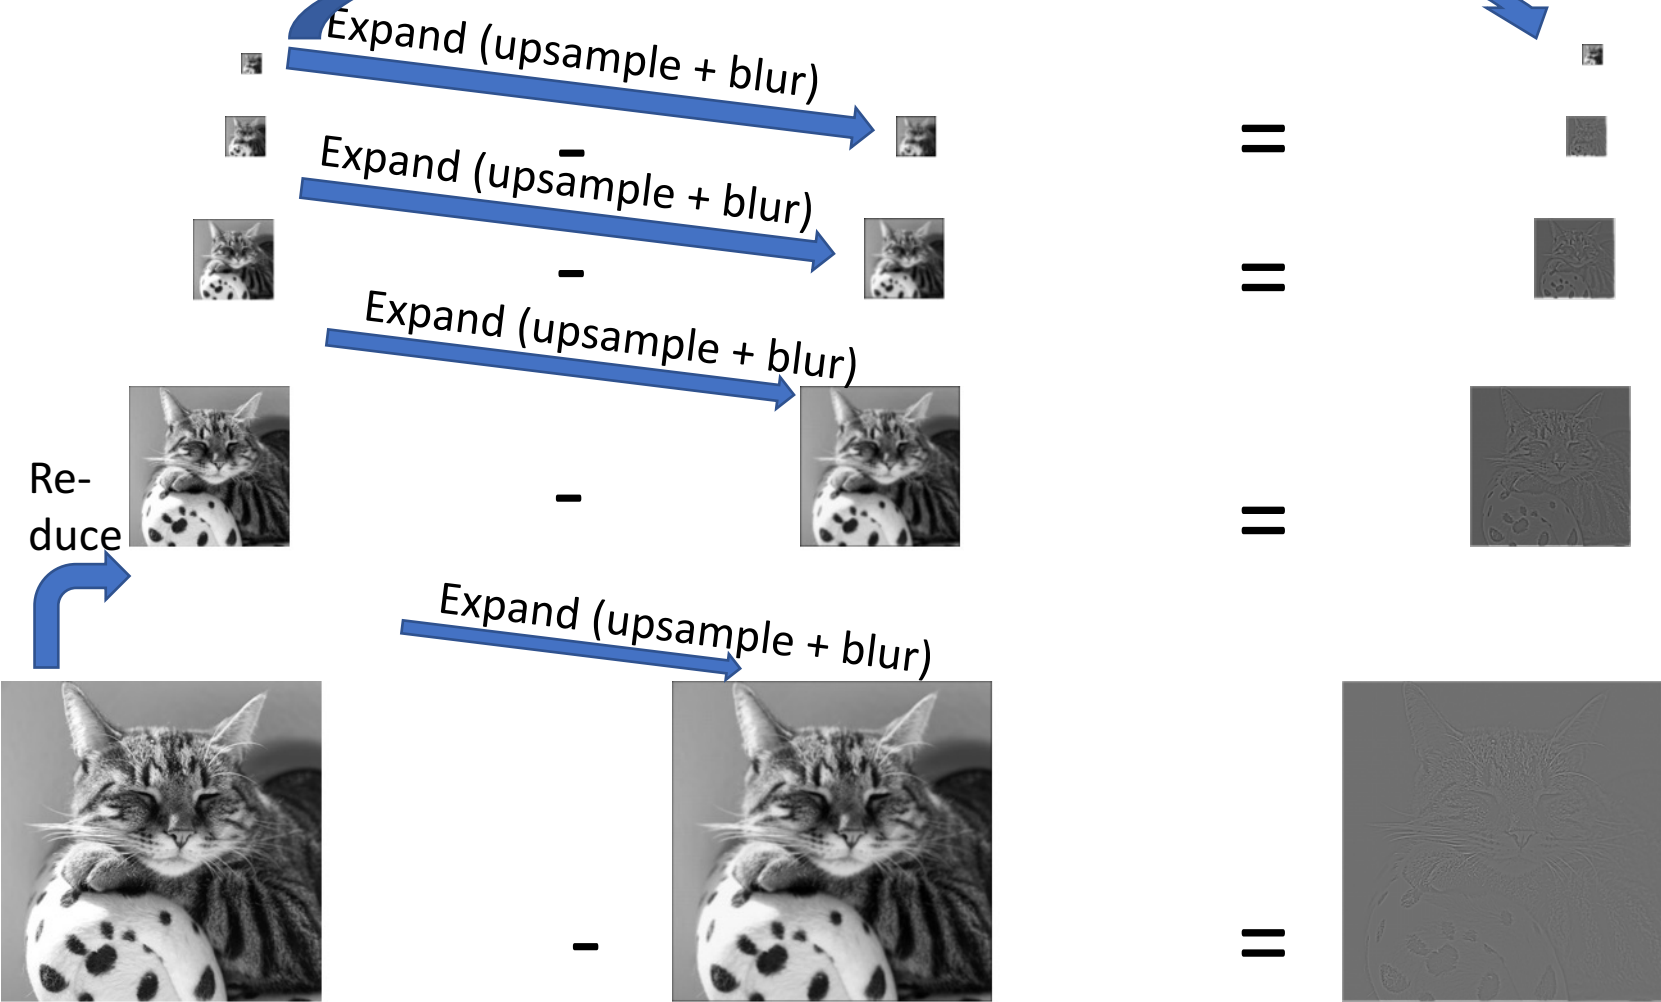 Expand (upsample + blur)
-
=
Expand (upsample + blur)
-
=
Expand (upsample + blur)
Re-
duce
-
=
Expand (upsample + blur)
-
=